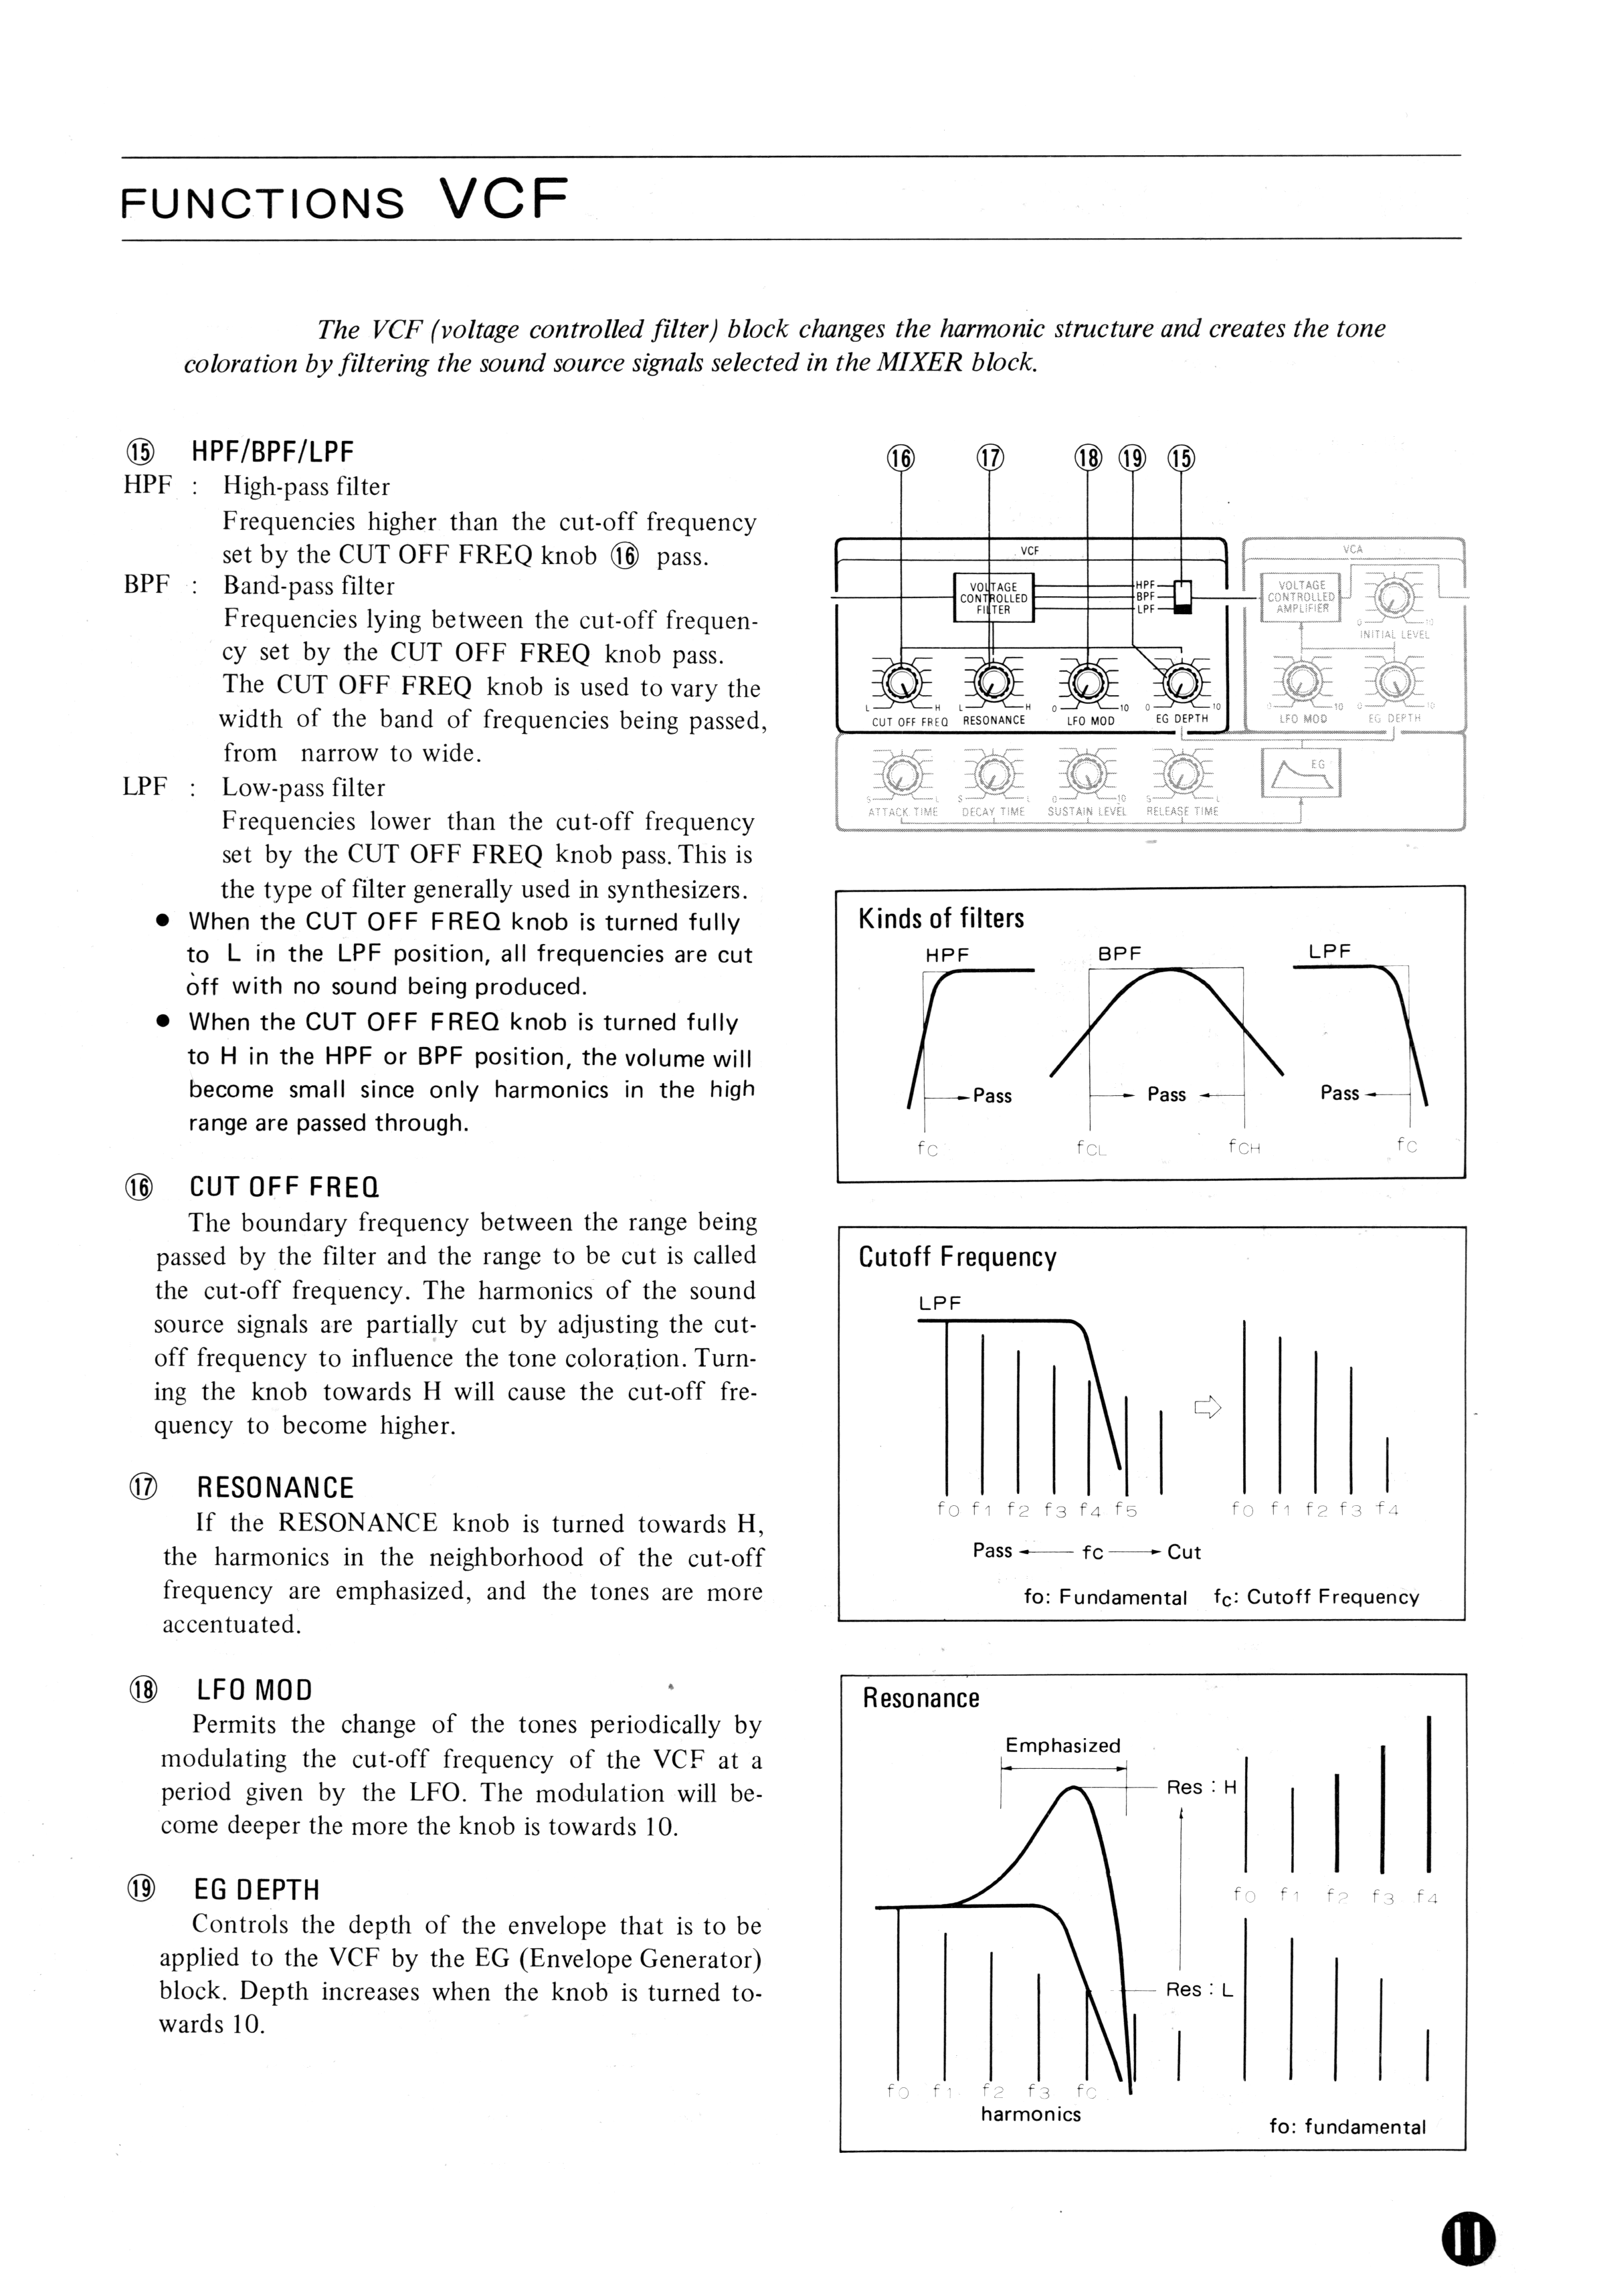 FUNCTIONS VCF
The VCF (voltage controlled filter) block changes the harmonic structure and creates the tone
coloration by filtering the sound source signals selected in the MIXER block.
⑮ HPF/BPF/LPF
HPF : High-pass filter
Frequencies higher than the cut-off frequency
set by the CUT OFF FREQ knob ⑯ pass.
BPF : Band-pass filter
Frequencies lying between the cut-off frequen-
cy set by the CUT OFF FREQ knob pass.
The CUT OFF FREQ knob is used to vary the
width of the band of frequencies being passed,
from narrow to wide.
LPF : Low-pass filter
Frequencies lower than the cut-off frequency
set by the CUT OFF FREQ knob pass. This is
the type of filter generally used in synthesizers.
● When the CUT OFF FREQ knob is turned fully
to L in the LPF position, all frequencies are cut
off with no sound being produced.
● When the CUT OFF FREQ knob is turned fully
to H in the HPF or BPF position, the volume will
become small since only harmonics in the high
range are passed through.
⑯ CUT OFF FREQ
The boundary frequency between the range being
passed by the filter and the range to be cut is called
the cut-off frequency. The harmonics of the sound
source signals are partially cut by adjusting the cut-
off frequency to influence the tone coloration. Turn-
ing the knob towards H will cause the cut-off fre-
quency to become higher.
⑰ RESONANCE
If the RESONANCE knob is turned towards H,
the harmonics in the neighborhood of the cut-off
frequency are emphasized, and the tones are more
accentuated.
⑱ LFO MOD
Permits the change of the tones periodically by
modulating the cut-off frequency of the VCF at a
period given by the LFO. The modulation will be-
come deeper the more the knob is towards 10.
⑲ EG DEPTH
Controls the depth of the envelope that is to be
applied to the VCF by the EG (Envelope Generator)
block. Depth increases when the knob is turned to-
wards 10.
⑯ ⑰ ⑱ ⑲ ⑮
VCF
VOLTAGE
CONTROLLED
FILTER
HPF
BPF
LPF
L H L H 0 10 0 10
CUT OFF FREQ RESONANCE LFO MOD EG DEPTH
VCA
VOLTAGE
CONTROLLED
AMPLIFIER
0 10
INITIAL LEVEL
0 10 0 10
LFO MOD EG DEPTH
S L S L 0 10 S L
ATTACK TIME DECAY TIME SUSTAIN LEVEL RELEASE TIME
EG
Kinds of filters
HPF BPF LPF
Pass Pass Pass
fC fCL fCH fC
Cutoff Frequency
LPF
f0 f1 f2 f3 f4 f5 f0 f1 f2 f3 f4
Pass fc Cut
fo: Fundamental fc: Cutoff Frequency
Resonance
Emphasized
Res : H
f0 f1 f2 f3 f4
Res : L
f0 f1 f2 f3 fC
harmonics
fo: fundamental
11